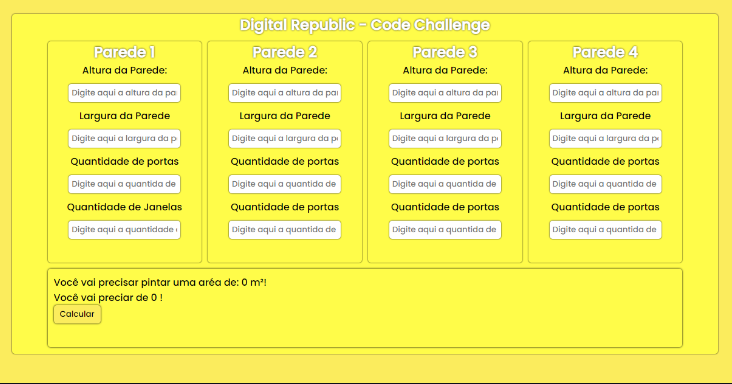 Digital Republic - Code Challenge
Parede 1
Altura da Parede:
Digite aqui a altura da par
Largura da Parede
Digite aqui a largura da p
Quantidade de portas
Digite aqui a quantida de
Quantidade de Janelas
Digite aqui a quantidade
Parede 2
Altura da Parede:
Digite aqui a altura da par
Largura da Parede
Digite aqui a largura da p
Quantidade de portas
Digite aqui a quantida de
Quantidade de portas
Digite aqui a quantida de
Parede 3
Altura da Parede:
Digite aqui a altura da par
Largura da Parede
Digite aqui a largura da p
Quantidade de portas
Digite aqui a quantida de
Quantidade de portas
Digite aqui a quantida de
Parede 4
Altura da Parede:
Digite aqui a altura da par
Largura da Parede
Digite aqui a largura da p
Quantidade de portas
Digite aqui a quantida de
Quantidade de portas
Digite aqui a quantida de
Você vai precisar pintar uma aréa de: 0 m²!
Você vai preciar de 0 !
Calcular